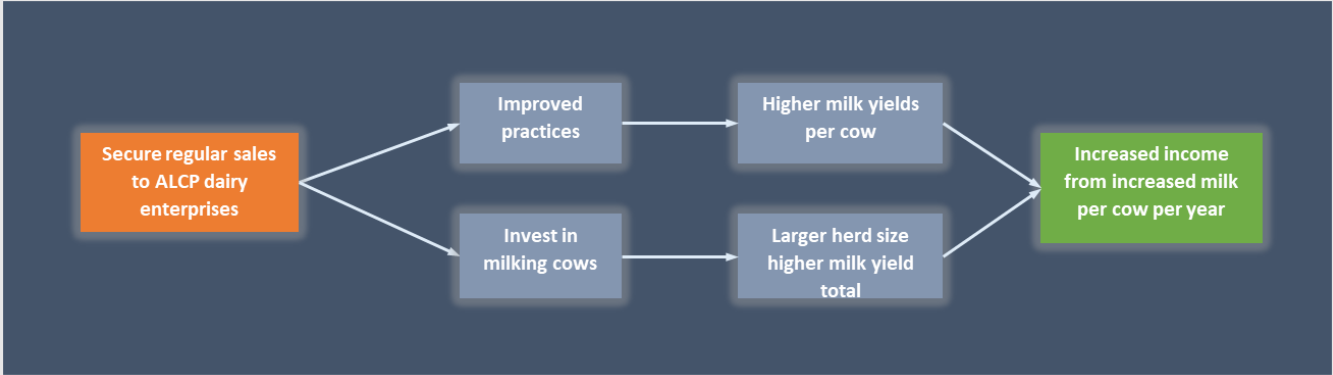 Secure regular sales
to ALCP dairy
enterprises
Improved
practices
Higher milk yields
per cow
Invest in
milking cows
Larger herd size
higher milk yield
total
Increased income
from increased milk
per cow per year